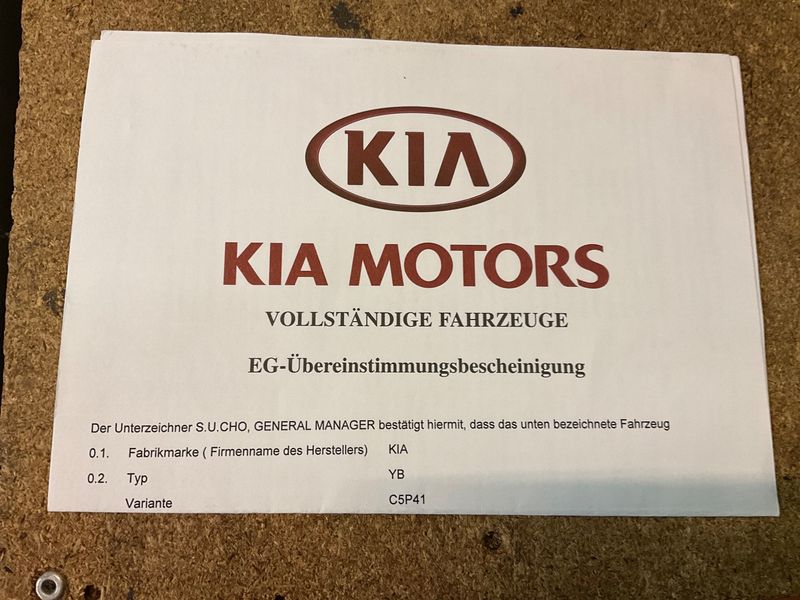 KIA
KIA MOTORS
VOLLSTÄNDIGE FAHRZEUGE
EG-Übereinstimmungsbescheinigung
Der Unterzeichner S.U.CHO, GENERAL MANAGER bestätigt hiermit, dass das unten bezeichnete Fahrzeug
0.1. Fabrikmarke ( Firmenname des Herstellers) KIA
0.2. Typ YB
Variante C5P41